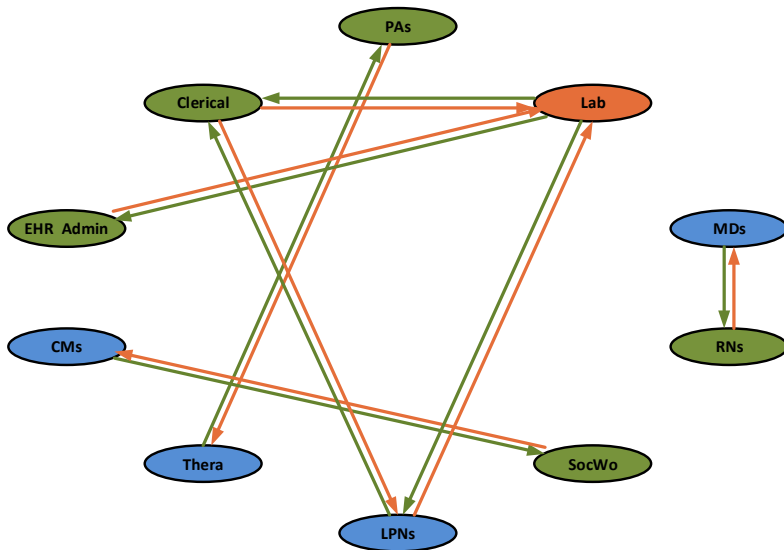 PAs
Clerical
Lab
EHR Admin
MDs
CMs
RNs
Thera
SocWo
LPNs